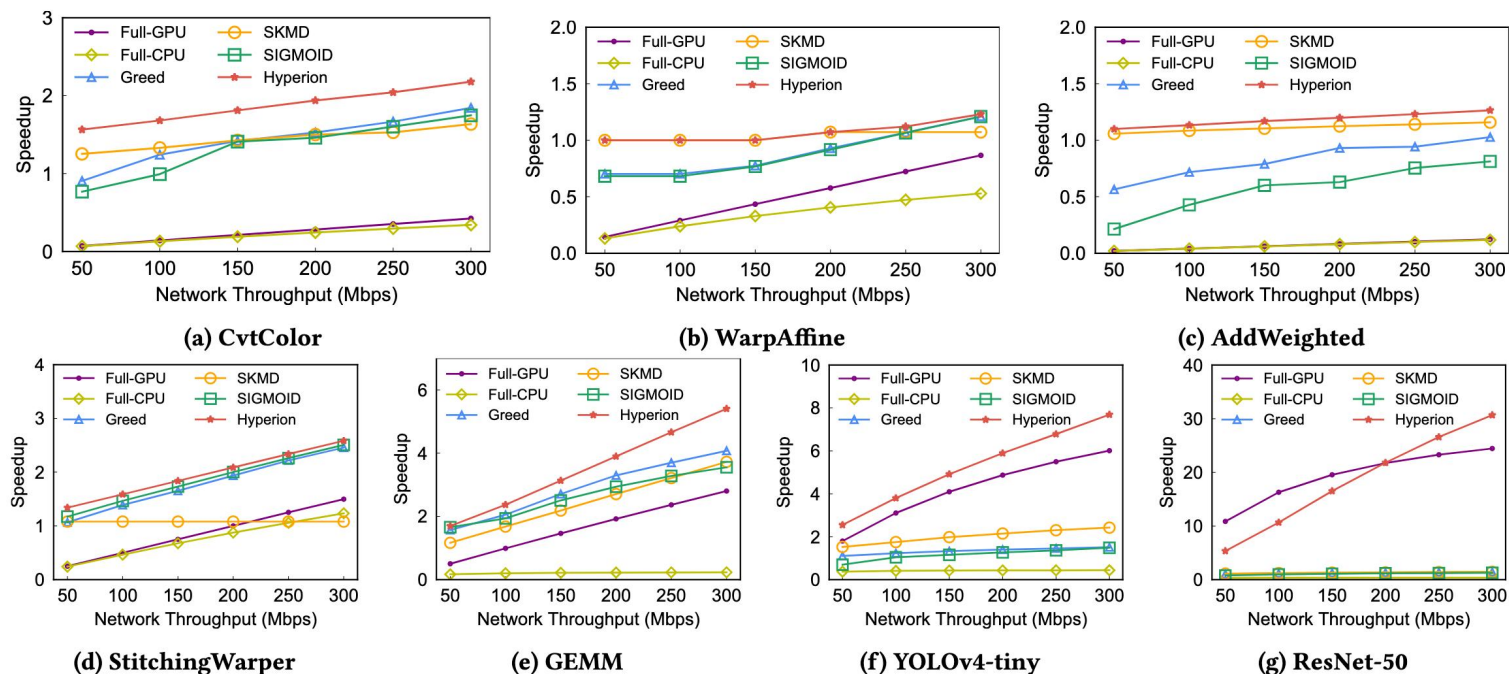 3
2
1
0
Speedup
Full-GPU
Full-CPU
Greed
SKMD
SIGMOID
Hyperion
50 100 150 200 250 300
Network Throughput (Mbps)
(a) CvtColor
2.0
1.5
1.0
0.5
0.0
Speedup
Full-GPU
Full-CPU
Greed
SKMD
SIGMOID
Hyperion
50 100 150 200 250 300
Network Throughput (Mbps)
(b) WarpAffine
2.0
1.5
1.0
0.5
0.0
Speedup
Full-GPU
Full-CPU
Greed
SKMD
SIGMOID
Hyperion
50 100 150 200 250 300
Network Throughput (Mbps)
(c) AddWeighted
4
3
2
1
0
Speedup
Full-GPU
Full-CPU
Greed
SKMD
SIGMOID
Hyperion
50 100 150 200 250 300
Network Throughput (Mbps)
(d) StitchingWarper
6
4
2
0
Speedup
Full-GPU
Full-CPU
Greed
SKMD
SIGMOID
Hyperion
50 100 150 200 250 300
Network Throughput (Mbps)
(e) GEMM
10
8
6
4
2
0
Speedup
Full-GPU
Full-CPU
Greed
SKMD
SIGMOID
Hyperion
50 100 150 200 250 300
Network Throughput (Mbps)
(f) YOLOv4-tiny
40
30
20
10
0
Speedup
Full-GPU
Full-CPU
Greed
SKMD
SIGMOID
Hyperion
50 100 150 200 250 300
Network Throughput (Mbps)
(g) ResNet-50